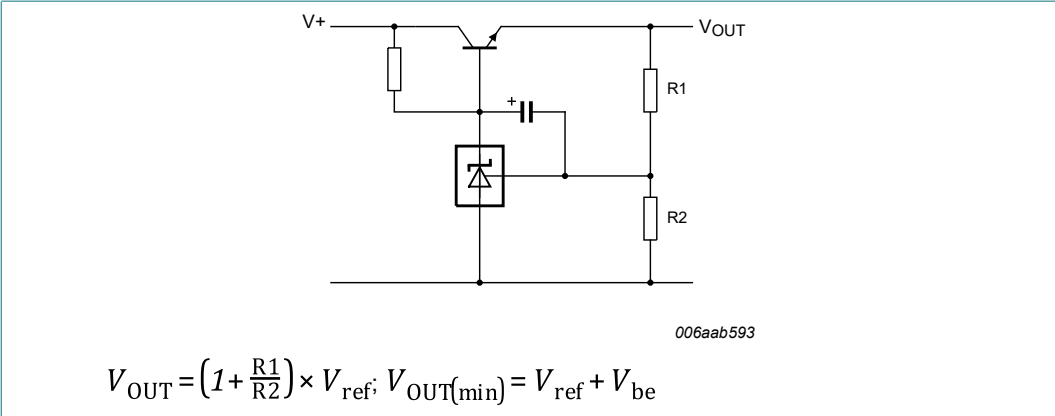 V+
VOUT
R1
+
R2
006aab593
VOUT = (1 + R1/R2) × Vref; VOUT(min) = Vref + Vbe